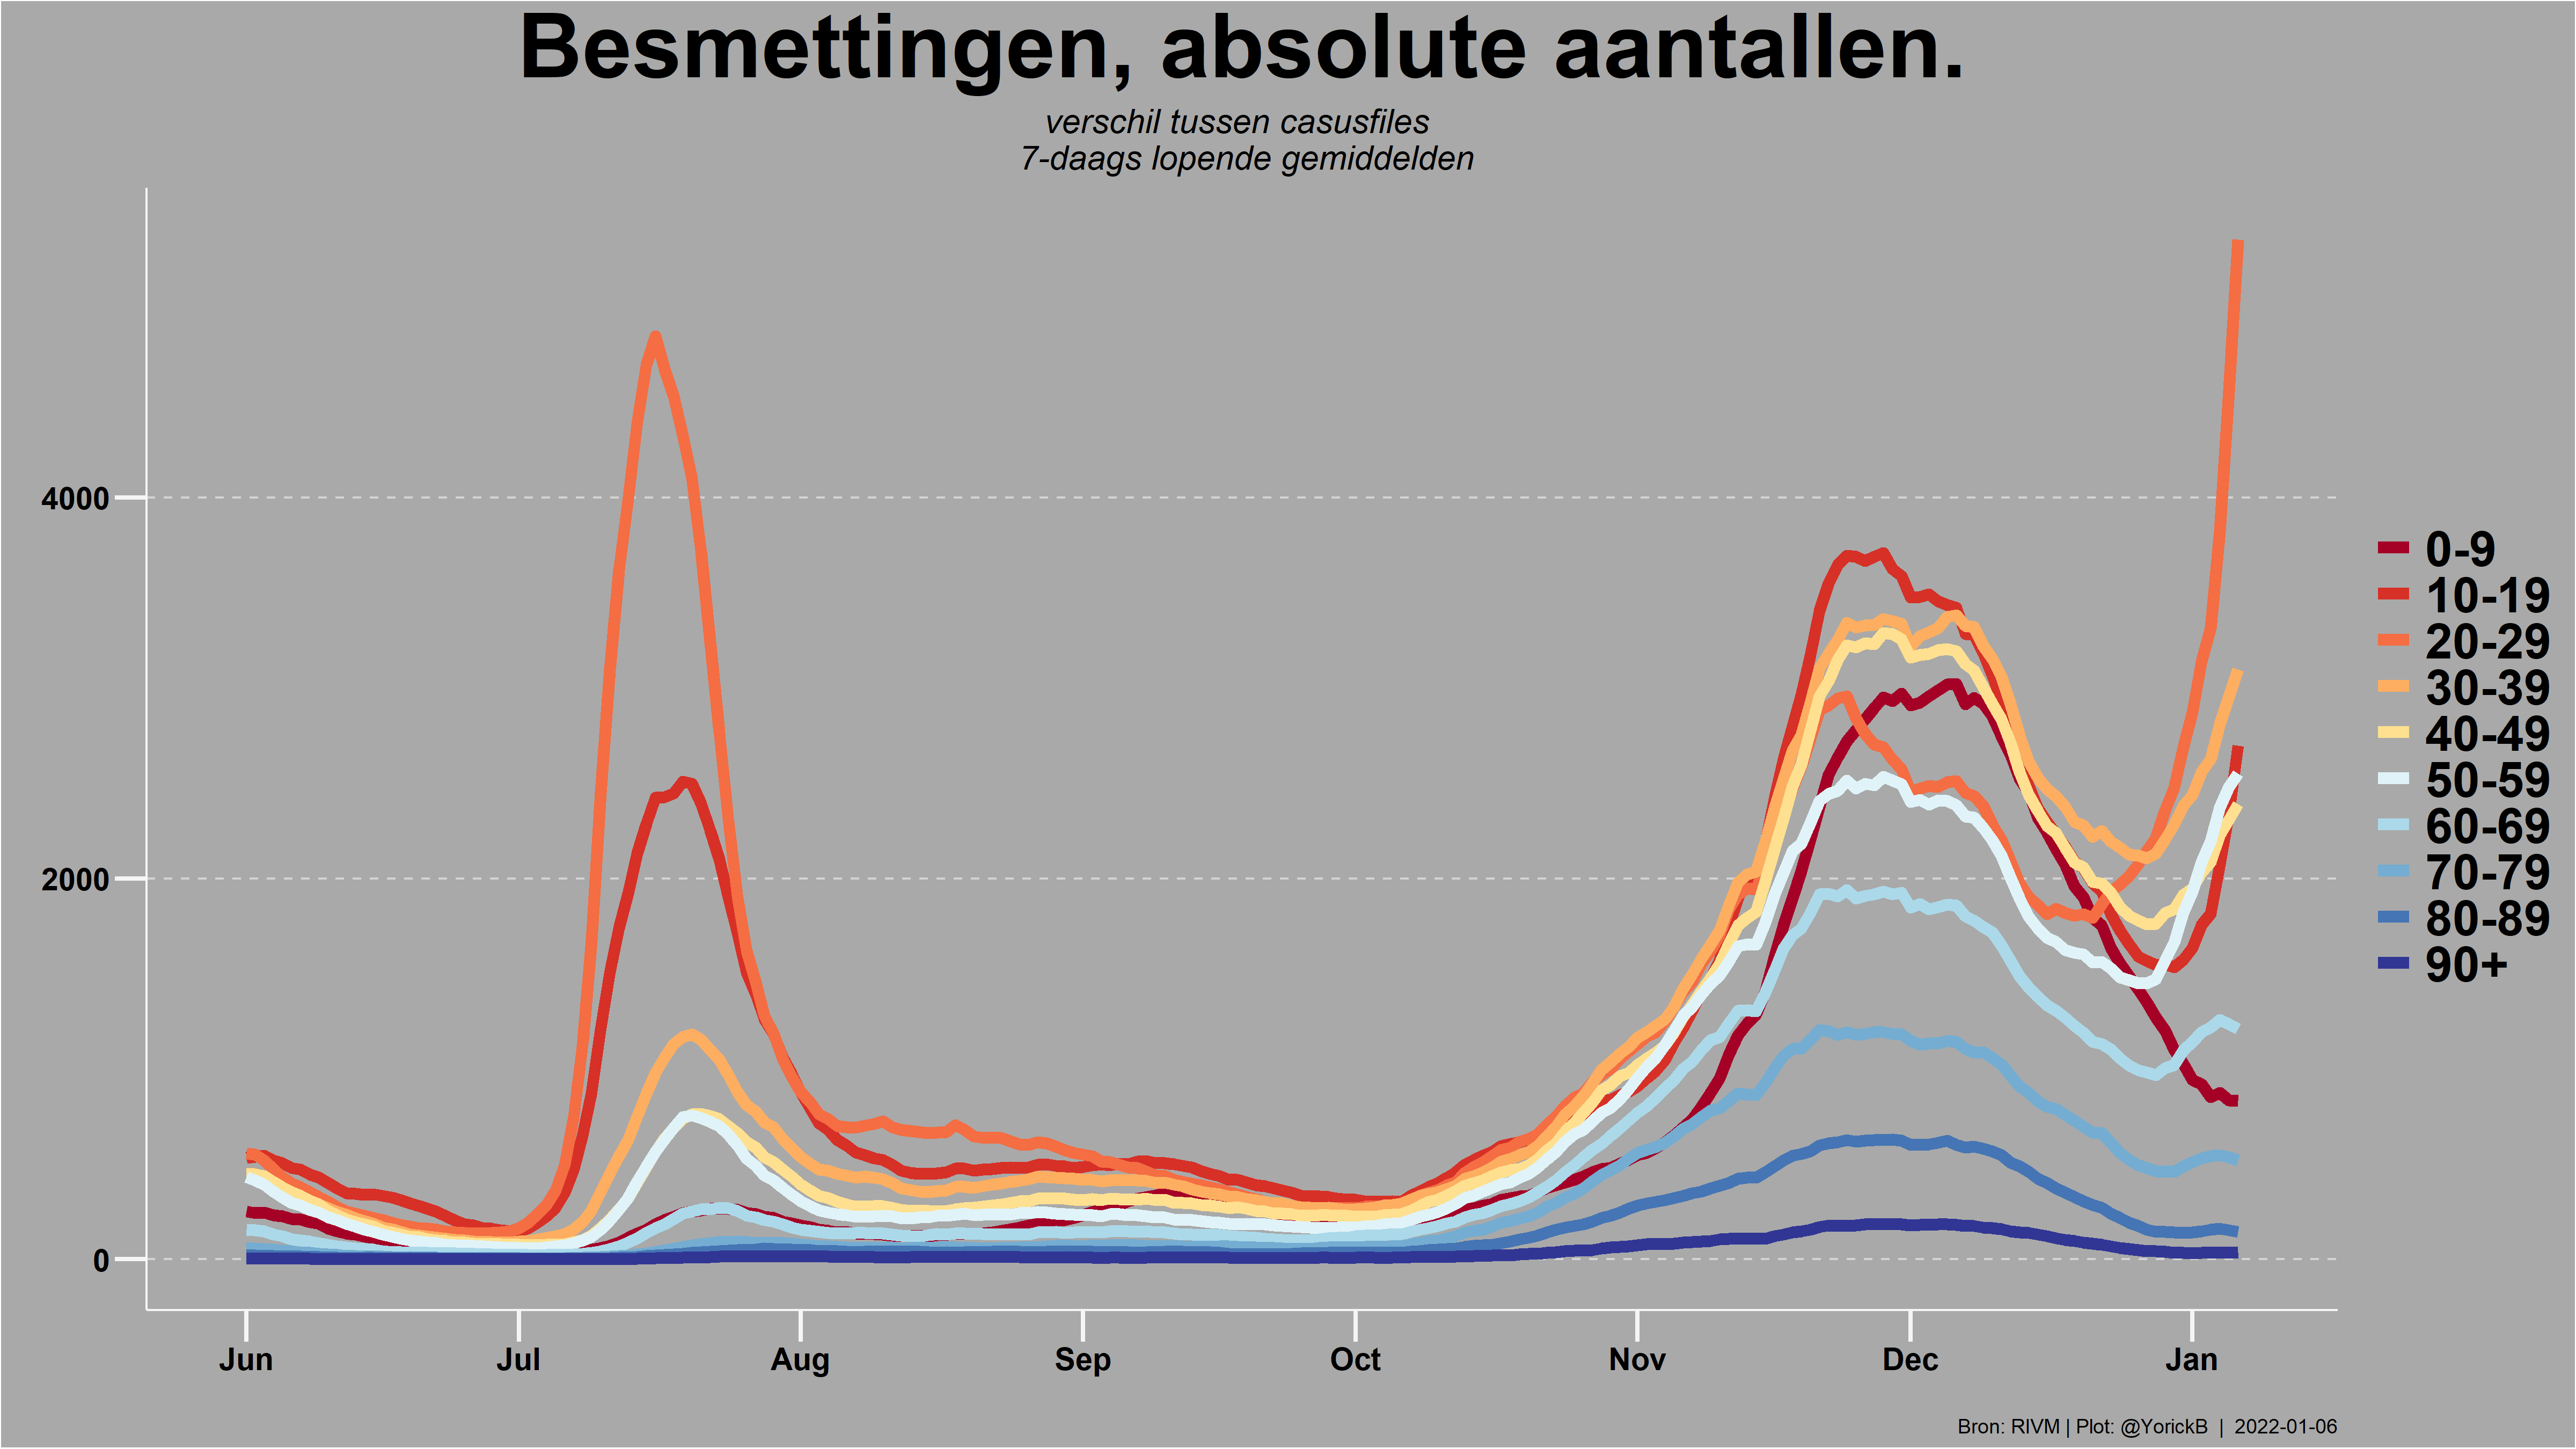 Besmettingen, absolute aantallen.
verschil tussen casusfiles
7-daags lopende gemiddelden
4000
2000
0
Jun Jul Aug Sep Oct Nov Dec Jan
0-9
10-19
20-29
30-39
40-49
50-59
60-69
70-79
80-89
90+
Bron: RIVM | Plot: @YorickB | 2022-01-06